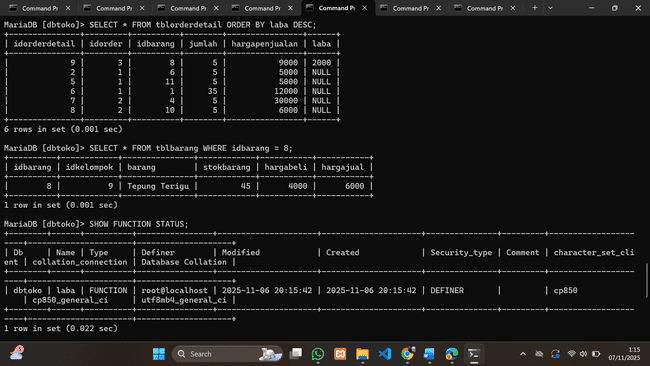 Command Pr
Command Pr
Command Pr
Command Pr
Command Pr
Command Pr
Command Pr
MariaDB [dbtoko]> SELECT * FROM tblorderdetail ORDER BY laba DESC;
+---------------+---------+----------+--------+----------------+------+
| idorderdetail | idorder | idbarang | jumlah | hargapenjualan | laba |
+---------------+---------+----------+--------+----------------+------+
| 9 | 3 | 8 | 5 | 9000 | 2000 |
| 2 | 1 | 6 | 5 | 5000 | NULL |
| 5 | 1 | 11 | 5 | 5000 | NULL |
| 6 | 1 | 1 | 35 | 12000 | NULL |
| 7 | 2 | 4 | 5 | 30000 | NULL |
| 8 | 2 | 10 | 5 | 6000 | NULL |
+---------------+---------+----------+--------+----------------+------+
6 rows in set (0.001 sec)
MariaDB [dbtoko]> SELECT * FROM tblbarang WHERE idbarang = 8;
+----------+------------+---------------+------------+-----------+-----------+
| idbarang | idkelompok | barang | stokbarang | hargabeli | hargajual |
+----------+------------+---------------+------------+-----------+-----------+
| 8 | 9 | Tepung Terigu | 45 | 4000 | 6000 |
+----------+------------+---------------+------------+-----------+-----------+
1 row in set (0.001 sec)
MariaDB [dbtoko]> SHOW FUNCTION STATUS;
+--------+------+----------+----------------+---------------------+---------------------+---------------+---------+-----------------
----+----------------------+--------------------+
| Db | Name | Type | Definer | Modified | Created | Security_type | Comment | character_set_cli
ent | collation_connection | Database Collation |
+--------+------+----------+----------------+---------------------+---------------------+---------------+---------+-----------------
----+----------------------+--------------------+
| dbtoko | laba | FUNCTION | root@localhost | 2025-11-06 20:15:42 | 2025-11-06 20:15:42 | DEFINER | | cp850
| cp850_general_ci | utf8mb4_general_ci |
+--------+------+----------+----------------+---------------------+---------------------+---------------+---------+-----------------
----+----------------------+--------------------+
1 row in set (0.022 sec)
Search
1:15
07/11/2025